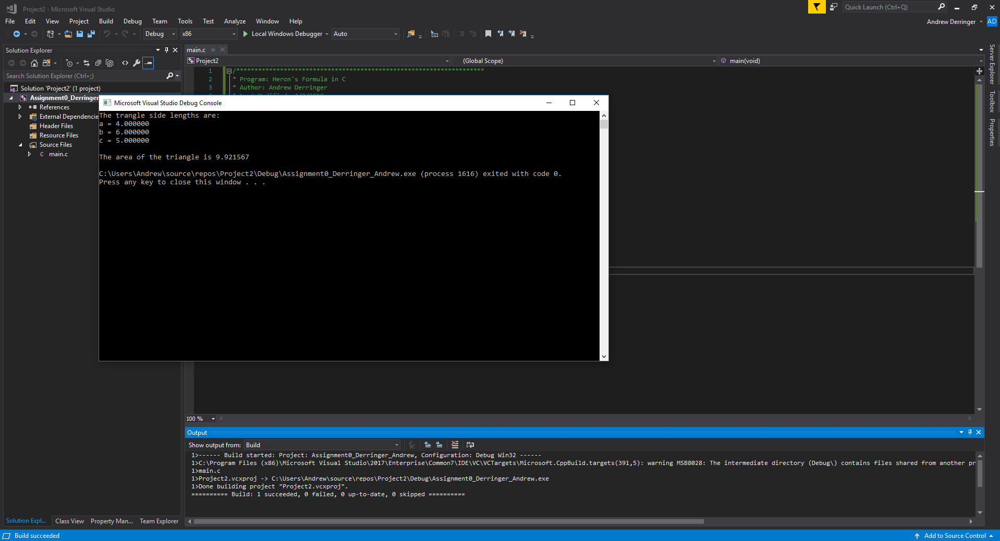 Project2 - Microsoft Visual Studio
Quick Launch (Ctrl+Q)
File Edit View Project Build Debug Team Tools Test Analyze Window Help
Andrew Derringer AD
Debug x86 Local Windows Debugger Auto
Solution Explorer
Search Solution Explorer (Ctrl+;)
Solution 'Project2' (1 project)
Assignment0_Derringer
References
External Dependencie
Header Files
Resource Files
Source Files
main.c
main.c
Project2 (Global Scope) main(void)
1 /********************************************************************
2 * Program: Heron's Formula in C
3 * Author: Andrew Derringer
Microsoft Visual Studio Debug Console
The trangle side lengths are:
a = 4.000000
b = 6.000000
c = 5.000000
The area of the triangle is 9.921567
C:\Users\Andrew\source\repos\Project2\Debug\Assignment0_Derringer_Andrew.exe (process 1616) exited with code 0.
Press any key to close this window . . .
Server Explorer
Toolbox
Properties
100 %
Output
Show output from: Build
1>------ Build started: Project: Assignment0_Derringer_Andrew, Configuration: Debug Win32 ------
1>C:\Program Files (x86)\Microsoft Visual Studio\2017\Enterprise\Common7\IDE\VC\VCTargets\Microsoft.CppBuild.targets(391,5): warning MSB8028: The intermediate directory (Debug\) contains files shared from another pr
1>main.c
1>Project2.vcxproj -> C:\Users\Andrew\source\repos\Project2\Debug\Assignment0_Derringer_Andrew.exe
1>Done building project "Project2.vcxproj".
========== Build: 1 succeeded, 0 failed, 0 up-to-date, 0 skipped ==========
Solution Expl... Class View Property Man... Team Explorer
Build succeeded
Add to Source Control